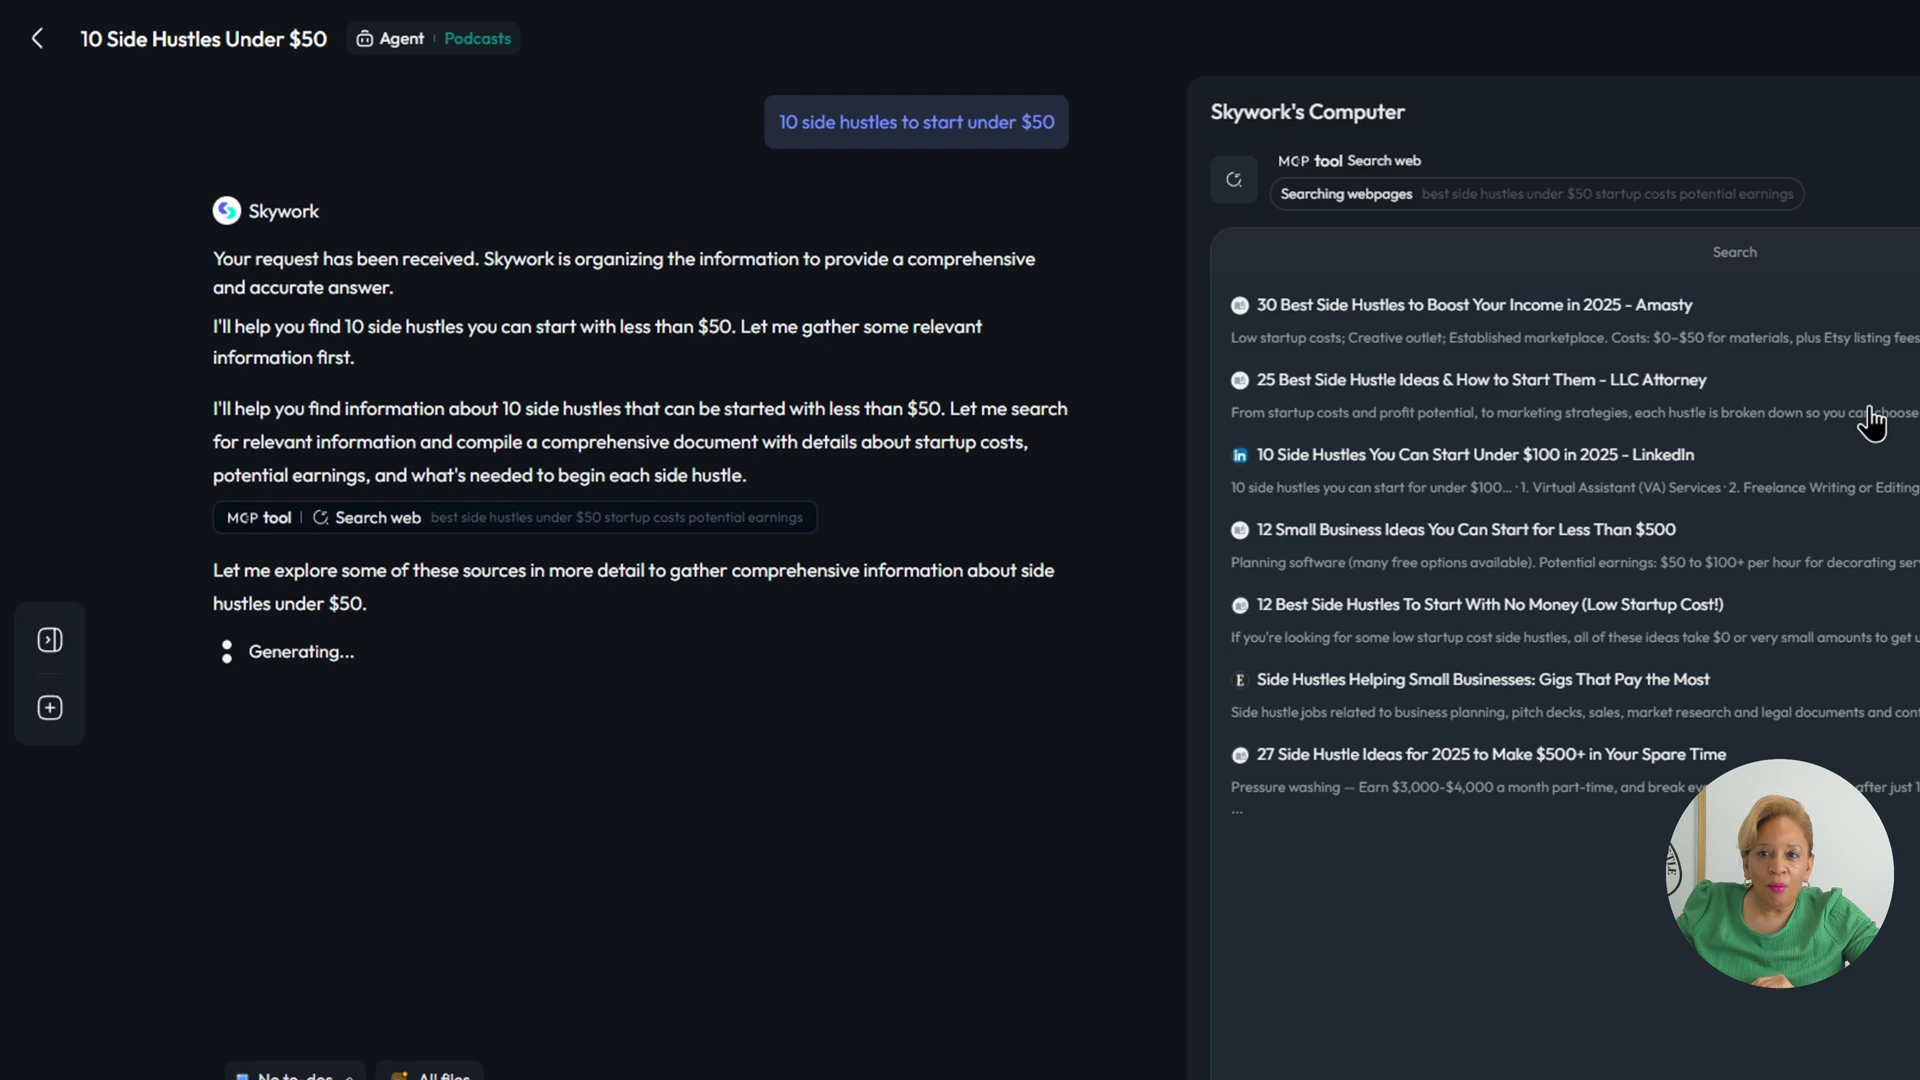 10 Side Hustles Under $50
Agent
Podcasts
10 side hustles to start under $50
Skywork
Your request has been received. Skywork is organizing the information to provide a comprehensive
and accurate answer.
I'll help you find 10 side hustles you can start with less than $50. Let me gather some relevant
information first.
I'll help you find information about 10 side hustles that can be started with less than $50. Let me search
for relevant information and compile a comprehensive document with details about startup costs,
potential earnings, and what's needed to begin each side hustle.
MCP tool | Search web best side hustles under $50 startup costs potential earnings
Let me explore some of these sources in more detail to gather comprehensive information about side
hustles under $50.
Generating...
No to-dos
All files
Skywork's Computer
MCP tool Search web
Searching webpages best side hustles under $50 startup costs potential earnings
Search
30 Best Side Hustles to Boost Your Income in 2025 - Amasty
Low startup costs; Creative outlet; Established marketplace. Costs: $0-$50 for materials, plus Etsy listing fees
25 Best Side Hustle Ideas & How to Start Them - LLC Attorney
From startup costs and profit potential, to marketing strategies, each hustle is broken down so you can choose
in 10 Side Hustles You Can Start Under $100 in 2025 - LinkedIn
10 side hustles you can start for under $100... · 1. Virtual Assistant (VA) Services · 2. Freelance Writing or Editing
12 Small Business Ideas You Can Start for Less Than $500
Planning software (many free options available). Potential earnings: $50 to $100+ per hour for decorating ser
12 Best Side Hustles To Start With No Money (Low Startup Cost!)
If you're looking for some low startup cost side hustles, all of these ideas take $0 or very small amounts to get u
E Side Hustles Helping Small Businesses: Gigs That Pay the Most
Side hustle jobs related to business planning, pitch decks, sales, market research and legal documents and con
27 Side Hustle Ideas for 2025 to Make $500+ in Your Spare Time
Pressure washing — Earn $3,000-$4,000 a month part-time, and break ev after just 1
...